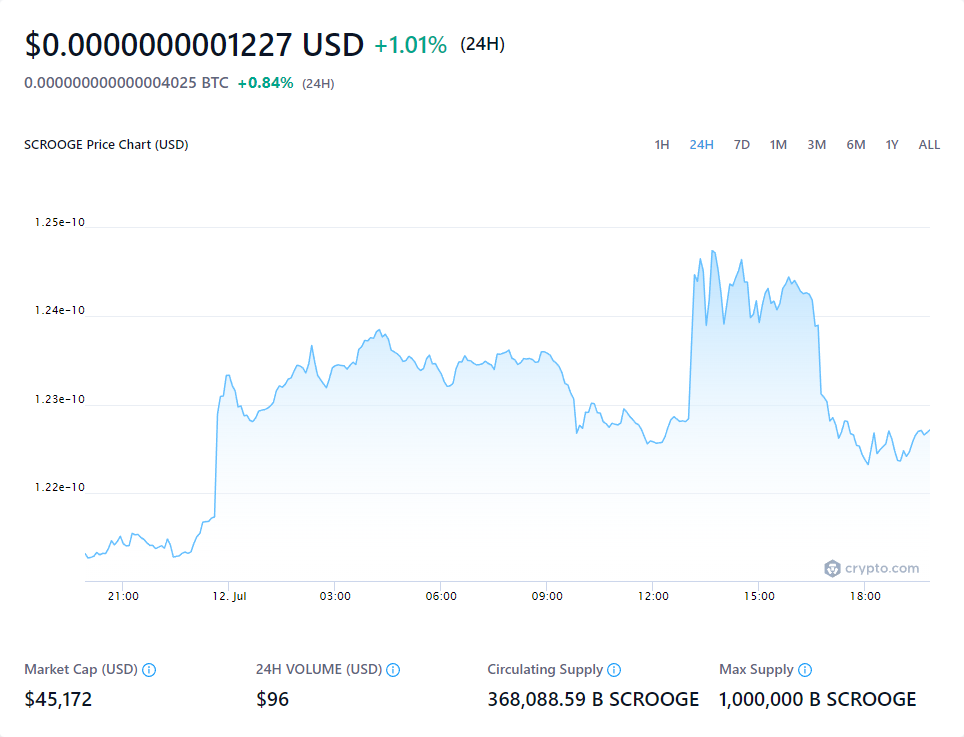 $0.0000000001227 USD +1.01% (24H)
0.000000000000004025 BTC +0.84% (24H)
SCROOGE Price Chart (USD) 1H 24H 7D 1M 3M 6M 1Y ALL
1.25e-10
1.24e-10
1.23e-10
1.22e-10
crypto.com
21:00 12. Jul 03:00 06:00 09:00 12:00 15:00 18:00
Market Cap (USD) 24H VOLUME (USD) Circulating Supply Max Supply
$45,172 $96 368,088.59 B SCROOGE 1,000,000 B SCROOGE